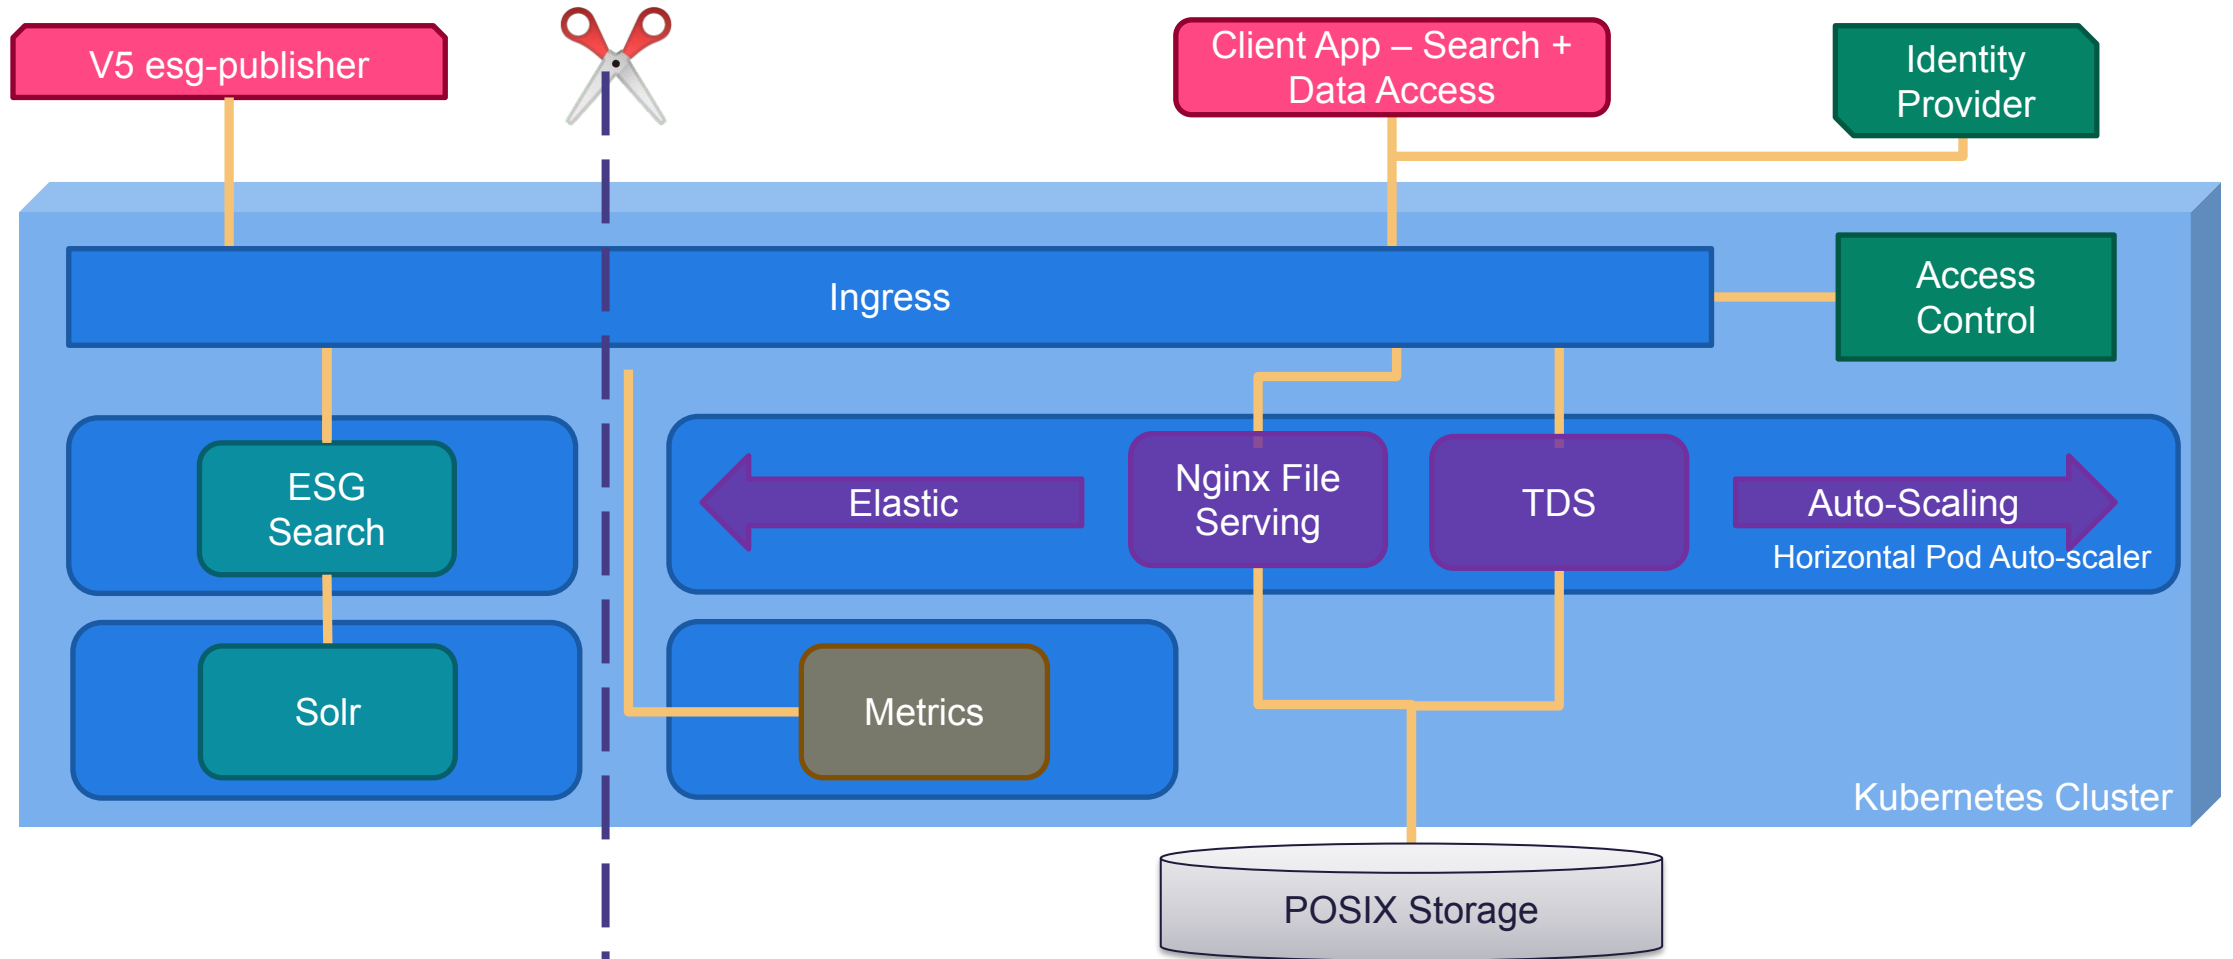 V5 esg-publisher
Client App – Search +
Data Access
Identity
Provider
Ingress
Access
Control
ESG
Search
Elastic
Nginx File
Serving
TDS
Auto-Scaling
Horizontal Pod Auto-scaler
Solr
Metrics
Kubernetes Cluster
POSIX Storage